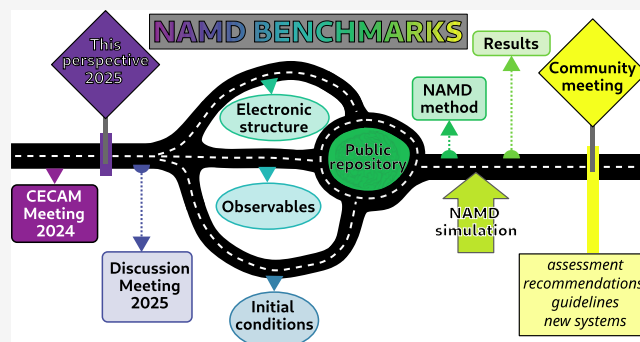 NAMD BENCHMARKS
This
perspective
2025
CECAM
Meeting
2024
Discussion
Meeting
2025
Electronic
structure
Observables
Initial
conditions
Public
repository
NAMD
method
Results
NAMD
simulation
Community
meeting
assessment
recommendations
guidelines
new systems